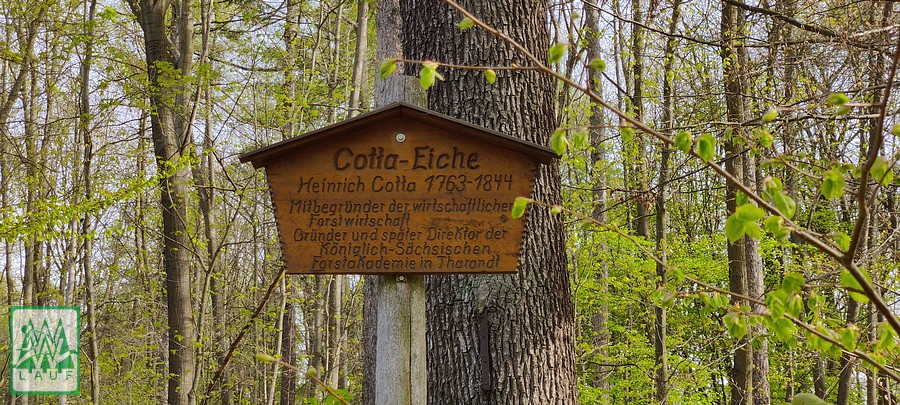 Cotta-Eiche
Heinrich Cotta 1763-1844
Mitbegründer der wirtschaftlichen
Forstwirtschaft
Gründer und später Direktor der
Königlich-Sächsischen
Forstakademie in Tharandt
LAUF